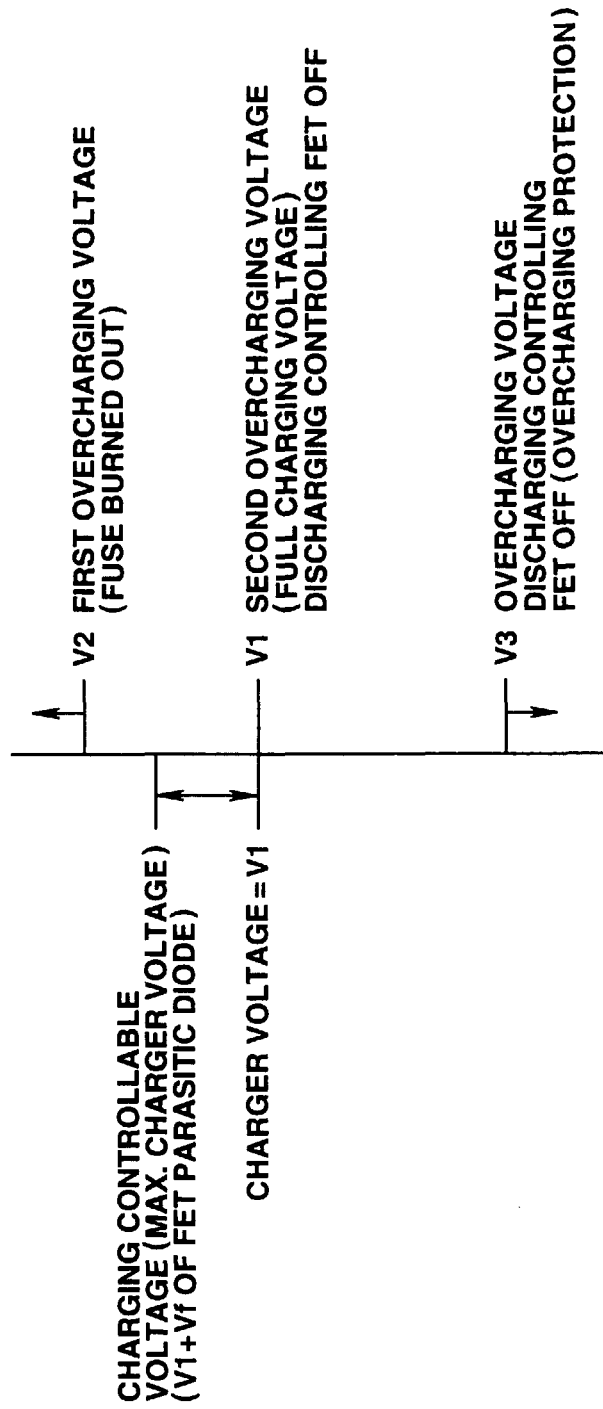 CHARGING CONTROLLABLE
VOLTAGE (MAX. CHARGER VOLTAGE)
(V1+Vf OF FET PARASITIC DIODE)
CHARGER VOLTAGE=V1
V2 FIRST OVERCHARGING VOLTAGE
(FUSE BURNED OUT)
V1 SECOND OVERCHARGING VOLTAGE
(FULL CHARGING VOLTAGE)
DISCHARGING CONTROLLING FET OFF
V3 OVERCHARGING VOLTAGE
DISCHARGING CONTROLLING
FET OFF (OVERCHARGING PROTECTION)